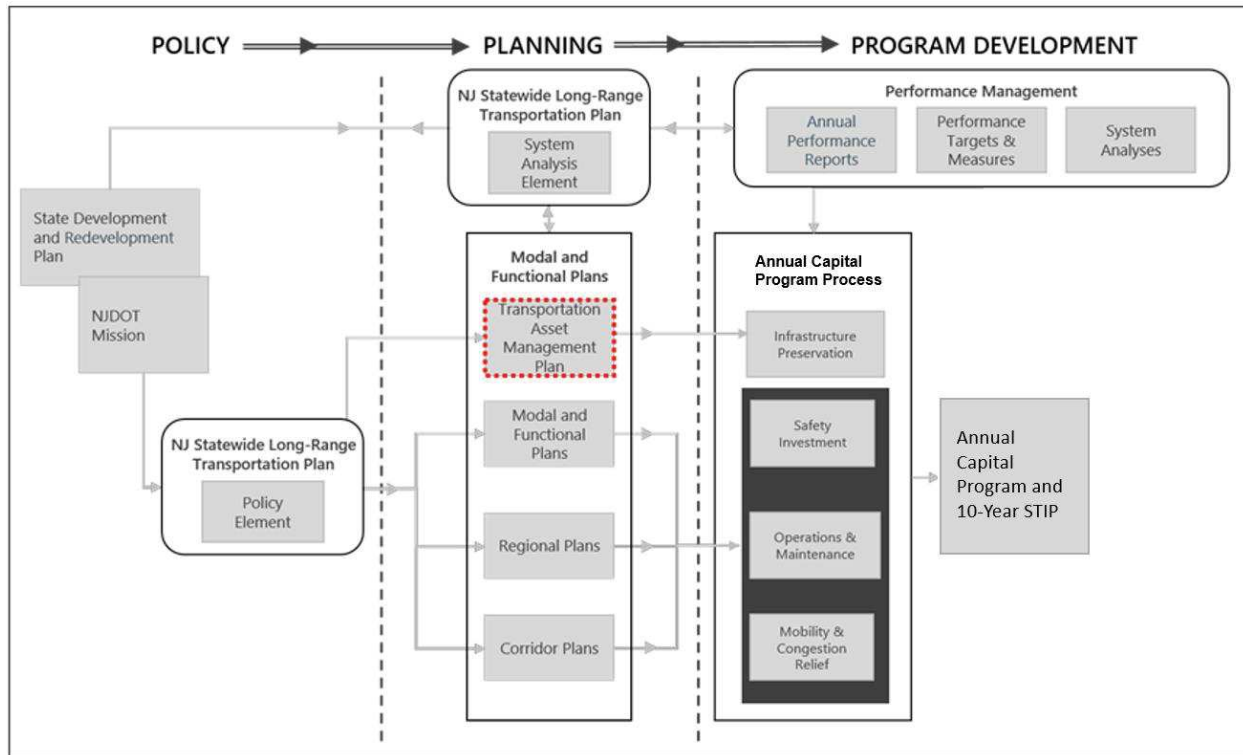 POLICY
PLANNING
PROGRAM DEVELOPMENT
NJ Statewide Long-Range
Transportation Plan
System
Analysis
Element
Performance Management
Annual
Performance
Reports
Performance
Targets &
Measures
System
Analyses
State Development
and Redevelopment
Plan
NJDOT
Mission
NJ Statewide Long-Range
Transportation Plan
Policy
Element
Modal and
Functional Plans
Transportation
Asset
Management
Plan
Modal and
Functional
Plans
Regional Plans
Corridor Plans
Annual Capital
Program Process
Infrastructure
Preservation
Safety
Investment
Operations &
Maintenance
Mobility &
Congestion
Relief
Annual
Capital
Program and
10-Year STIP